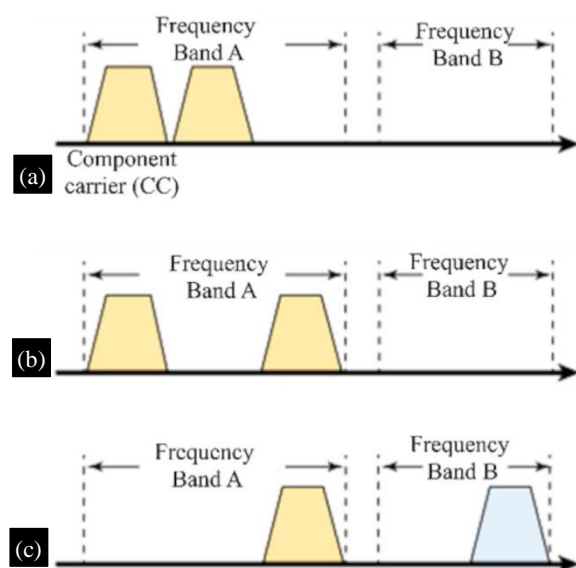 Frequency
Band A
Frequency
Band B
(a)
Component
carrier (CC)
Frequency
Band A
Frequency
Band B
(b)
Frequency
Band A
Frequency
Band B
(c)